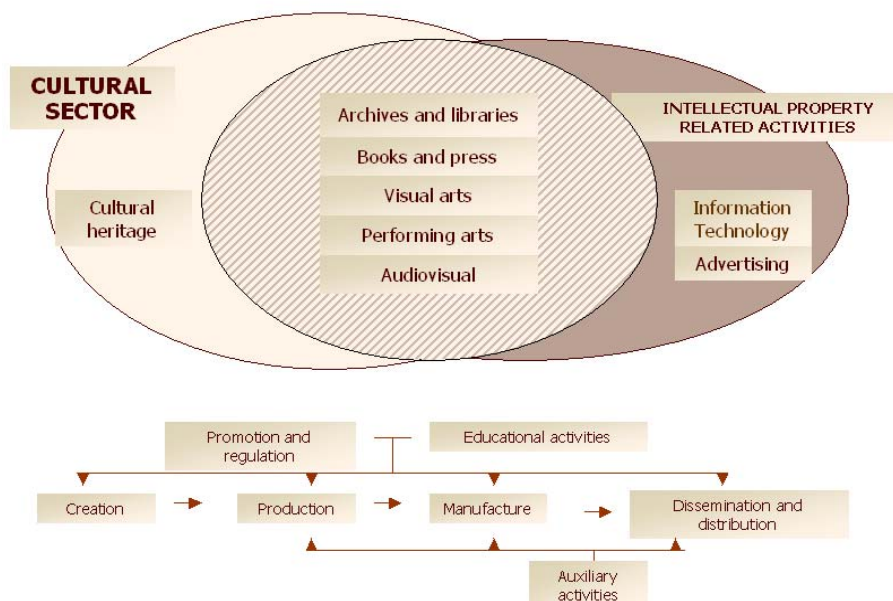 CULTURAL
SECTOR
Archives and libraries
Books and press
Visual arts
Performing arts
Audiovisual
INTELLECTUAL PROPERTY
RELATED ACTIVITIES
Cultural
heritage
Information
Technology
Advertising
Promotion and
regulation
Educational activities
Creation
Production
Manufacture
Dissemination and
distribution
Auxiliary
activities